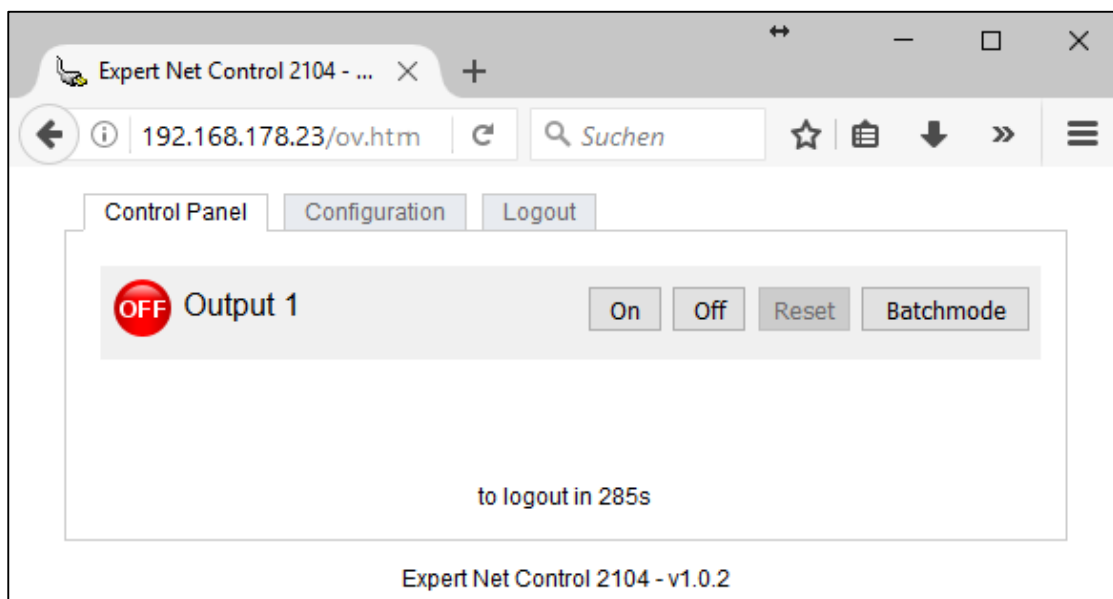 Expert Net Control 2104 - ...
192.168.178.23/ov.htm Suchen
Control Panel Configuration Logout
OFF Output 1 On Off Reset Batchmode
to logout in 285s
Expert Net Control 2104 - v1.0.2